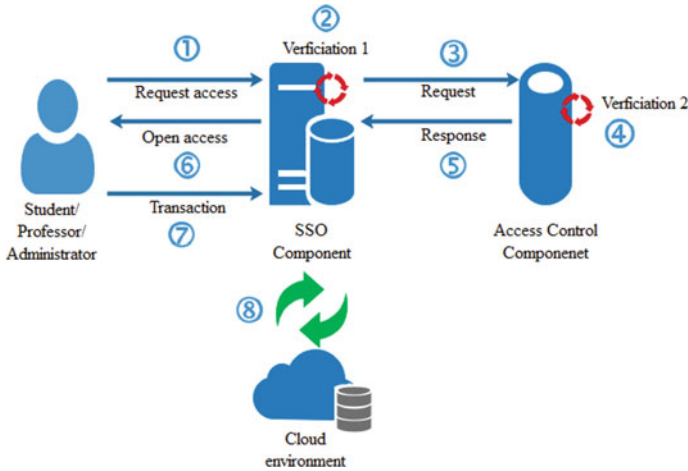 ②
Verficiation 1
①
③
Request access
Request
Verficiation 2
④
Open access
Response
⑥
⑤
Transaction
⑦
Student/
Professor/
Administrator
SSO
Component
Access Control
Componenet
⑧
Cloud
environment